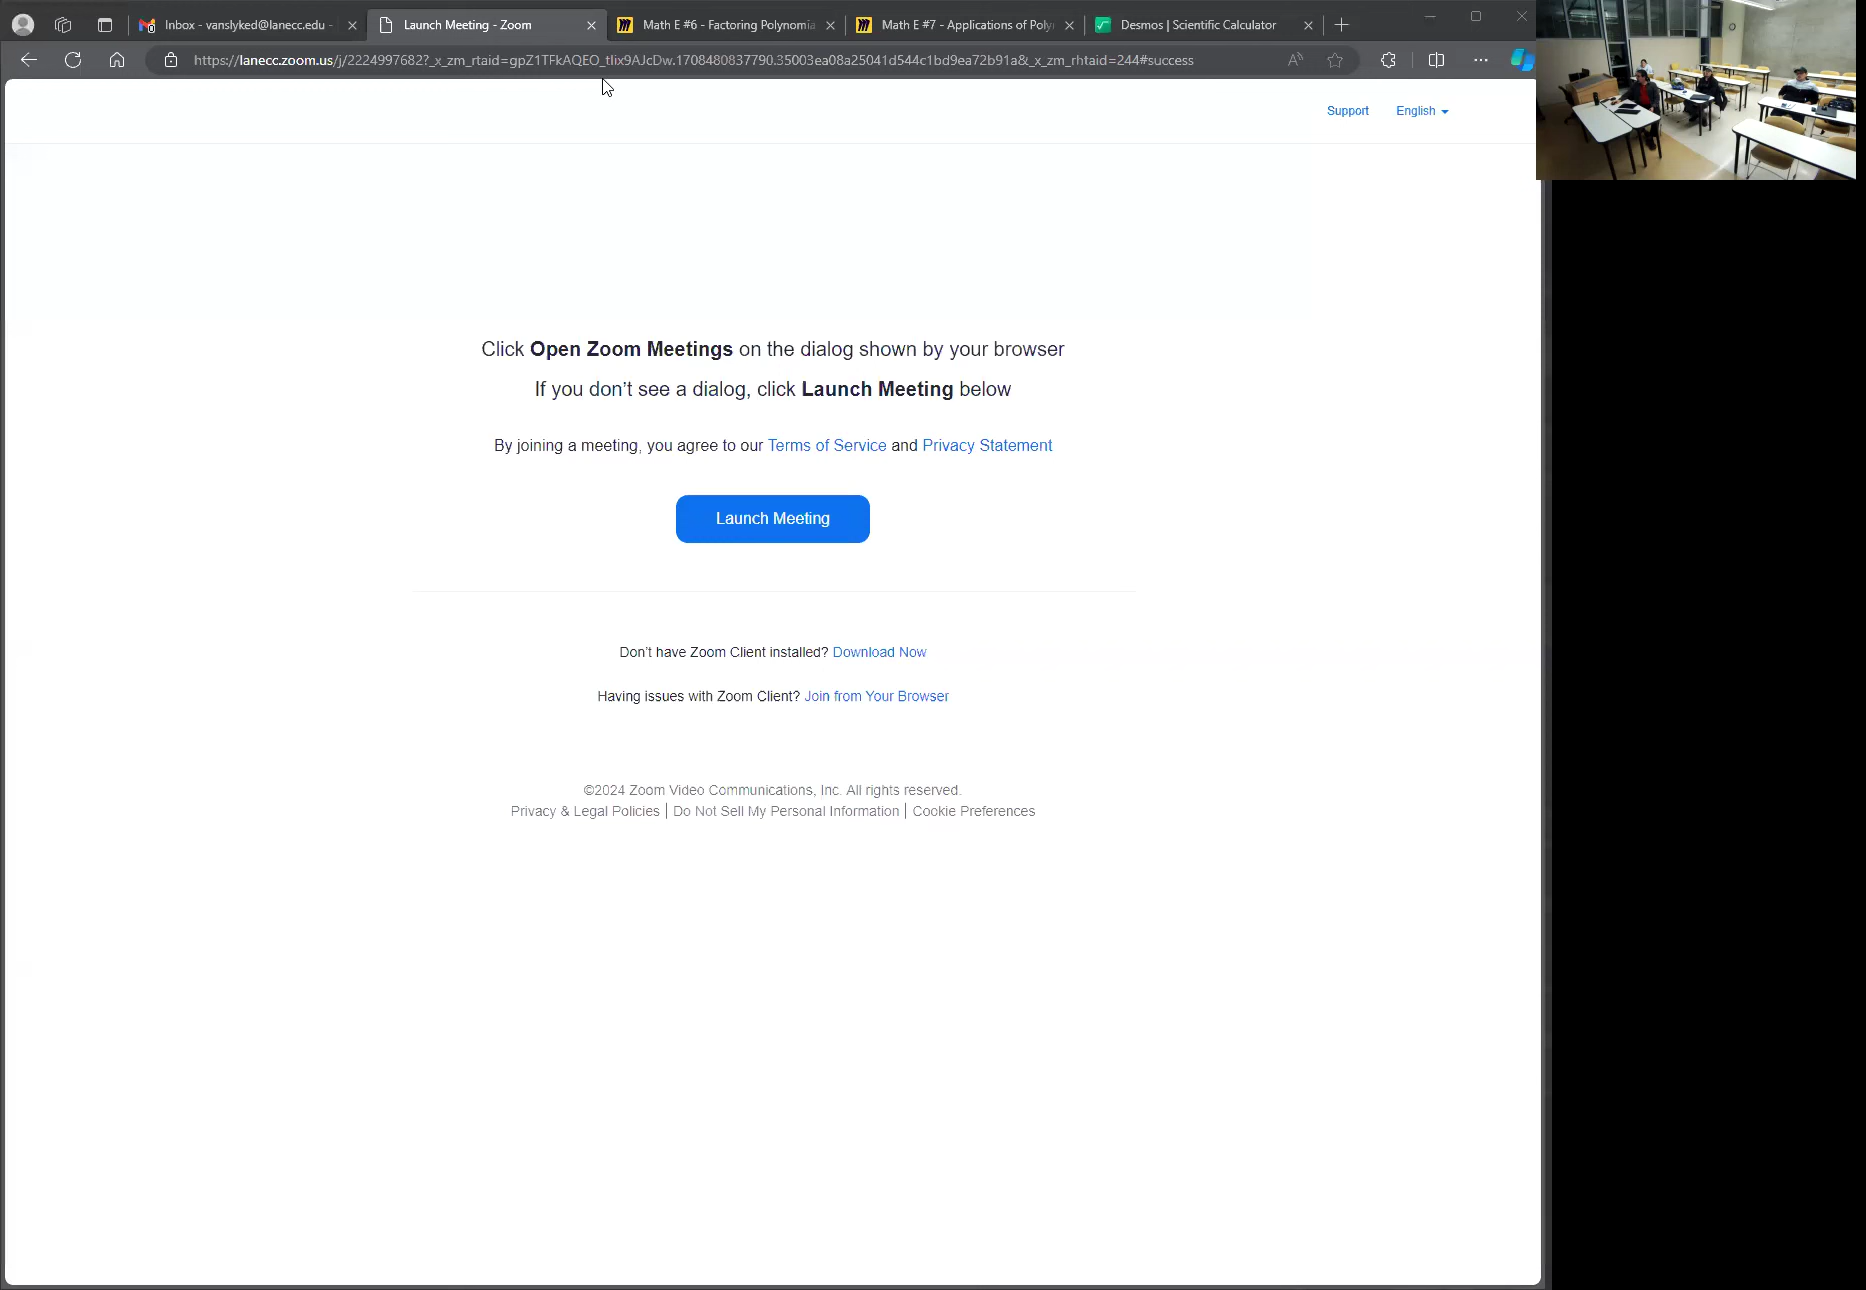 Inbox - vanslyked@lanecc.edu -
Launch Meeting - Zoom
Math E #6 - Factoring Polynomia
Math E #7 - Applications of Poly
Desmos | Scientific Calculator
https://lanecc.zoom.us/j/2224997682?_x_zm_rtaid=gpZ1TFkAQEO_tlix9AJcDw.1708480837790.35003ea08a25041d544c1bd9ea72b91a&_x_zm_rhtaid=244#success
Support
English
Click Open Zoom Meetings on the dialog shown by your browser
If you don’t see a dialog, click Launch Meeting below
By joining a meeting, you agree to our Terms of Service and Privacy Statement
Launch Meeting
Don’t have Zoom Client installed? Download Now
Having issues with Zoom Client? Join from Your Browser
©2024 Zoom Video Communications, Inc. All rights reserved.
Privacy & Legal Policies | Do Not Sell My Personal Information | Cookie Preferences